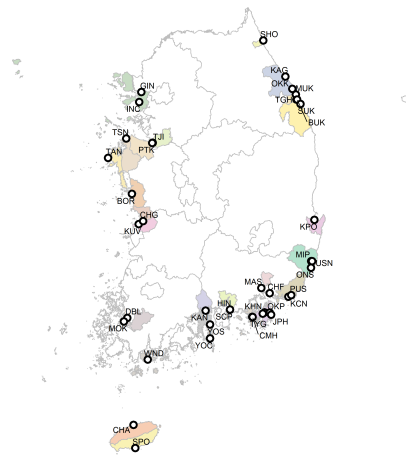 SHO
KAG
OKK
MUK
TGH
SUK
BUK
GIN
INC
TSN
TJI
PTK
TAN
BOR
CHG
KUV
KPO
MIP
USN
ONS
MAS
CHF
PUS
KCN
HIN
KHN
OKP
KAN
SCP
TYG
JPH
YOS
CMH
YOC
DBL
MOK
WND
CHA
SPO